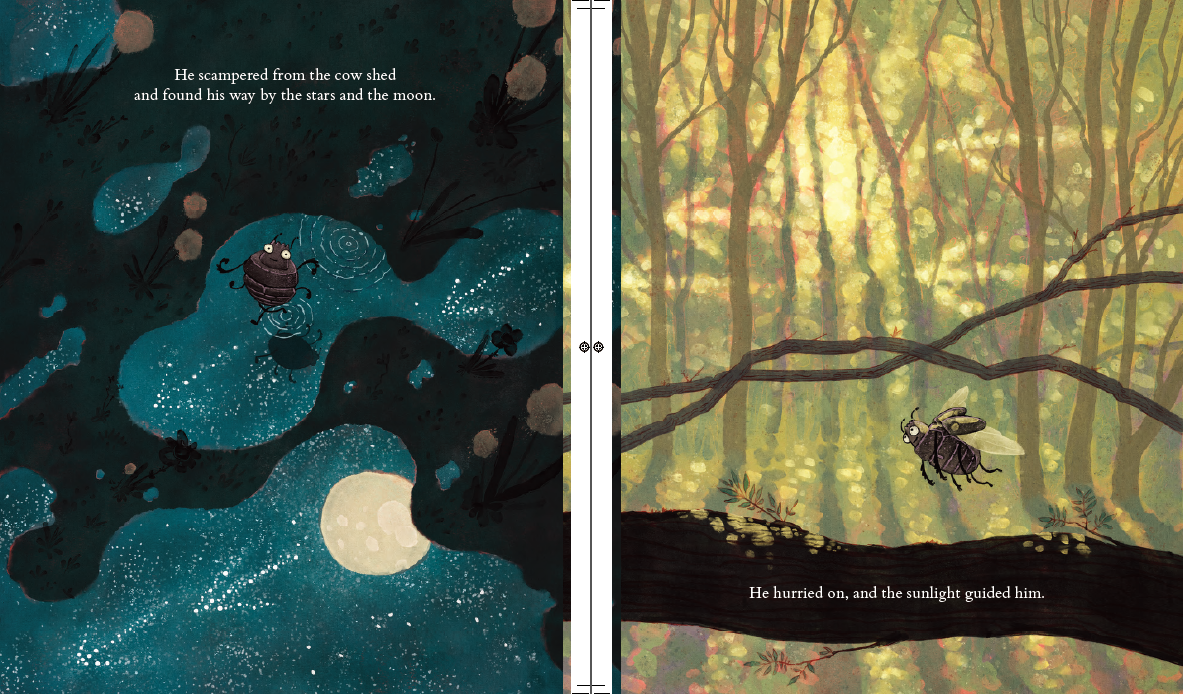 He scampered from the cow shed
and found his way by the stars and the moon.
He hurried on, and the sunlight guided him.